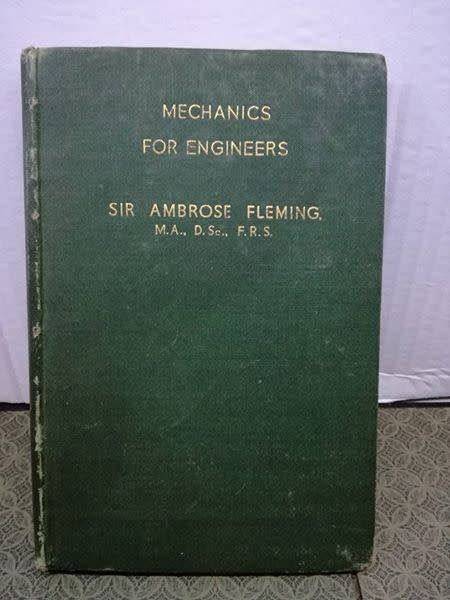 MECHANICS
FOR ENGINEERS
SIR AMBROSE FLEMING,
M.A., D.Sc., F.R.S.